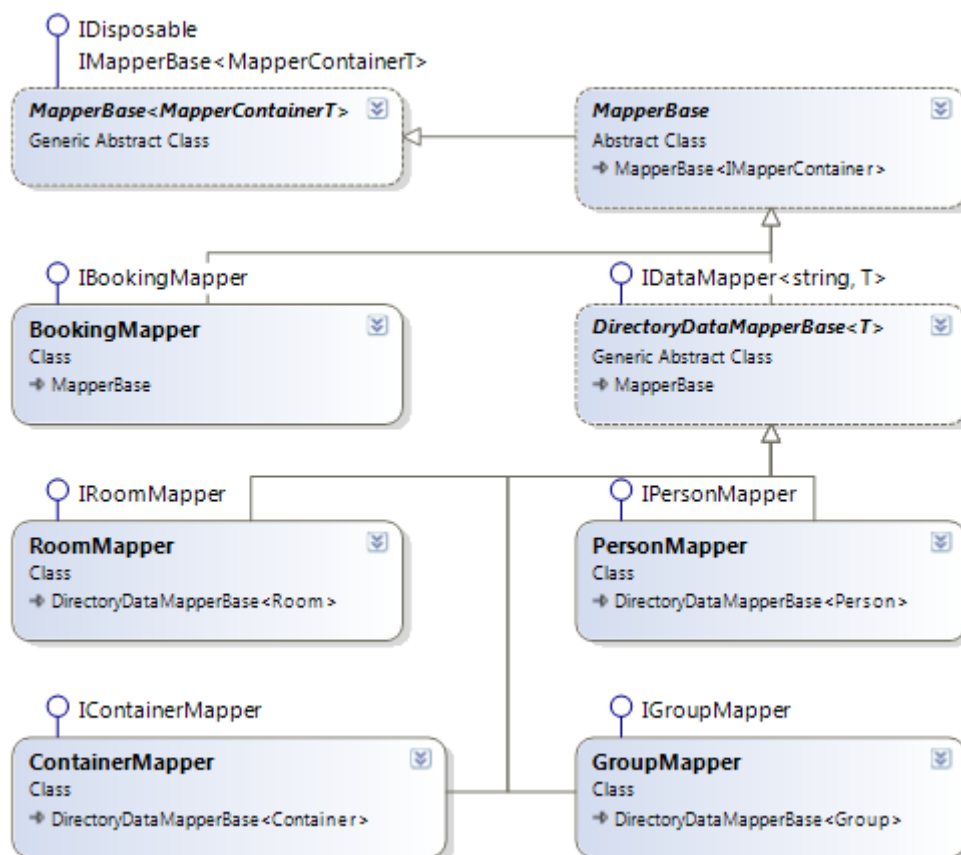 IDisposable
IMapperBase<MapperContainerT>
MapperBase<MapperContainerT>
Generic Abstract Class
MapperBase
Abstract Class
MapperBase<IMapperContainer>
IBookingMapper
BookingMapper
Class
MapperBase
IDataMapper<string, T>
DirectoryDataMapperBase<T>
Generic Abstract Class
MapperBase
IRoomMapper
RoomMapper
Class
DirectoryDataMapperBase<Room>
IPersonMapper
PersonMapper
Class
DirectoryDataMapperBase<Person>
IContainerMapper
ContainerMapper
Class
DirectoryDataMapperBase<Container>
IGroupMapper
GroupMapper
Class
DirectoryDataMapperBase<Group>